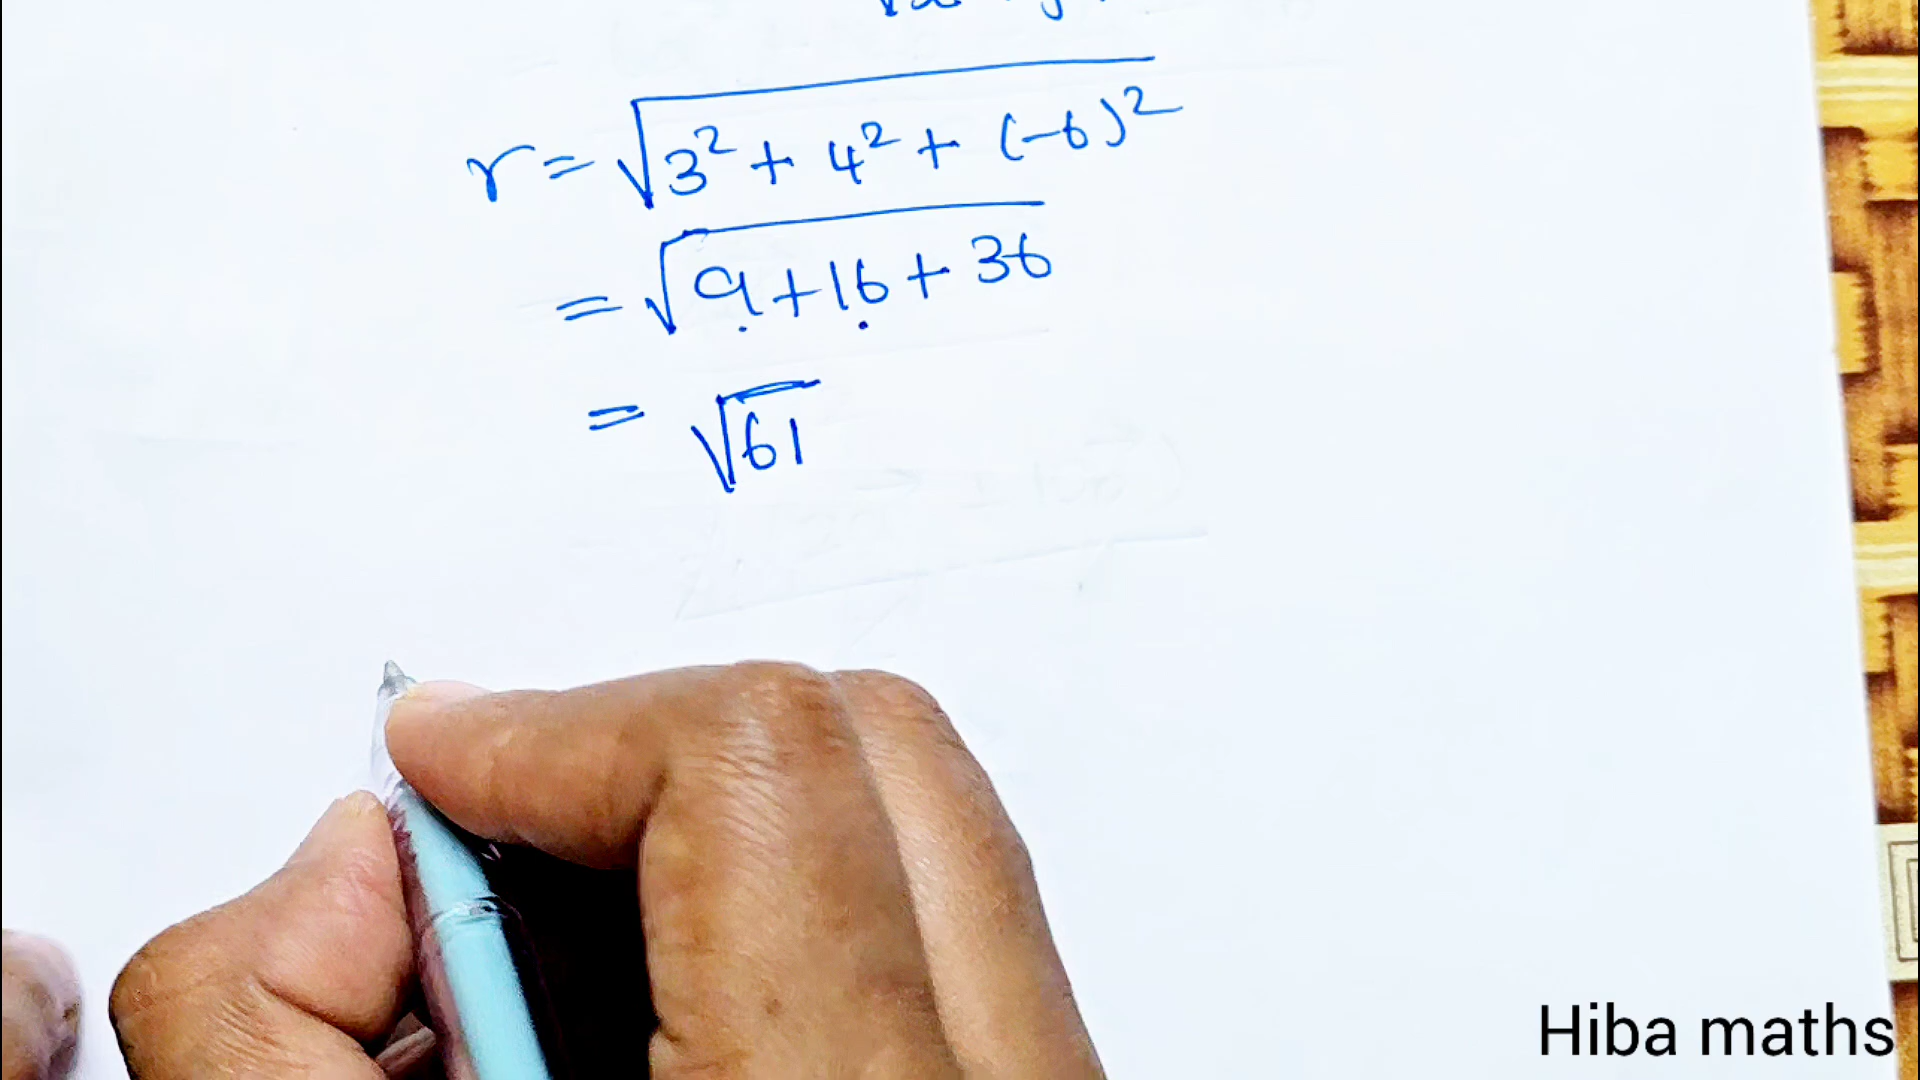 r = √3² + 4² + (-6)²
= √9 + 16 + 36
= √61
Hiba maths